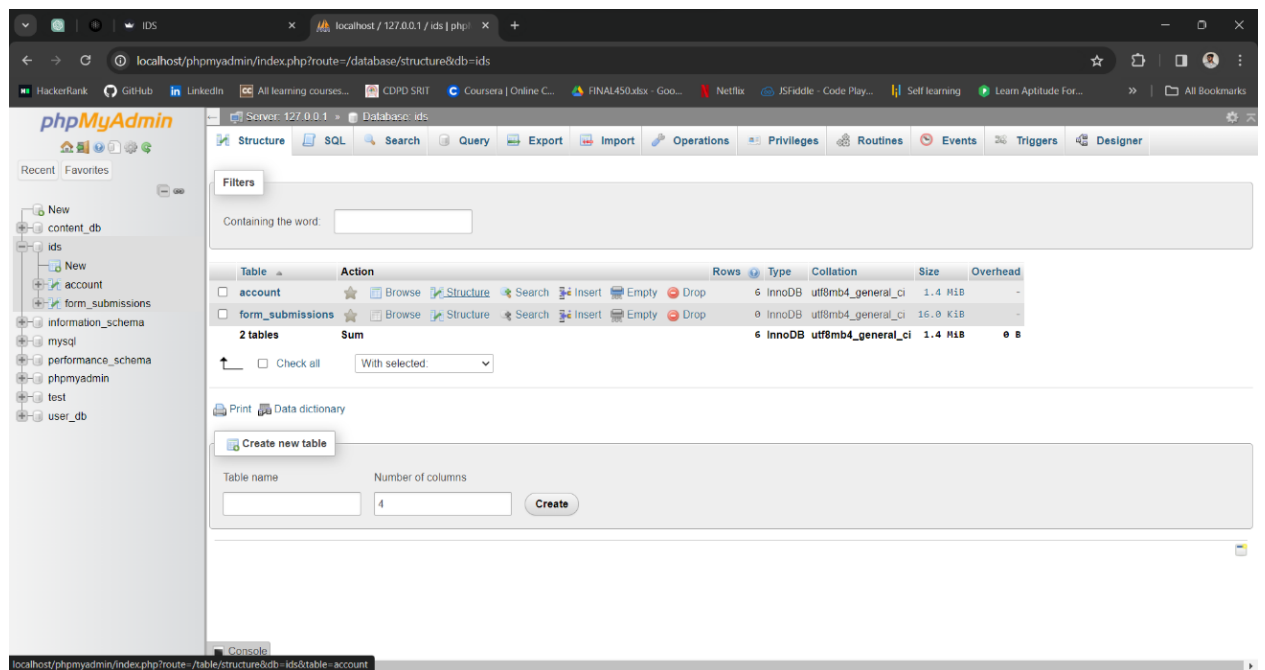 IDS
localhost / 127.0.0.1 / ids | php
localhost/phpmyadmin/index.php?route=/database/structure&db=ids
HackerRank GitHub LinkedIn All learning courses... CDPD SRIT Coursera | Online C... FINAL450.xlsx - Goo... Netflix JSFiddle - Code Play... Self learning Learn Aptitude For... » All Bookmarks
phpMyAdmin
Recent Favorites
New
content_db
ids
New
account
form_submissions
information_schema
mysql
performance_schema
phpmyadmin
test
user_db
Server: 127.0.0.1 » Database: ids
Structure SQL Search Query Export Import Operations Privileges Routines Events Triggers Designer
Filters
Containing the word:
Table Action Rows Type Collation Size Overhead
account Browse Structure Search Insert Empty Drop 6 InnoDB utf8mb4_general_ci 1.4 MiB -
form_submissions Browse Structure Search Insert Empty Drop 0 InnoDB utf8mb4_general_ci 16.0 KiB -
2 tables Sum 6 InnoDB utf8mb4_general_ci 1.4 MiB 0 B
Check all With selected:
Print Data dictionary
Create new table
Table name Number of columns
4 Create
Console
localhost/phpmyadmin/index.php?route=/table/structure&db=ids&table=account